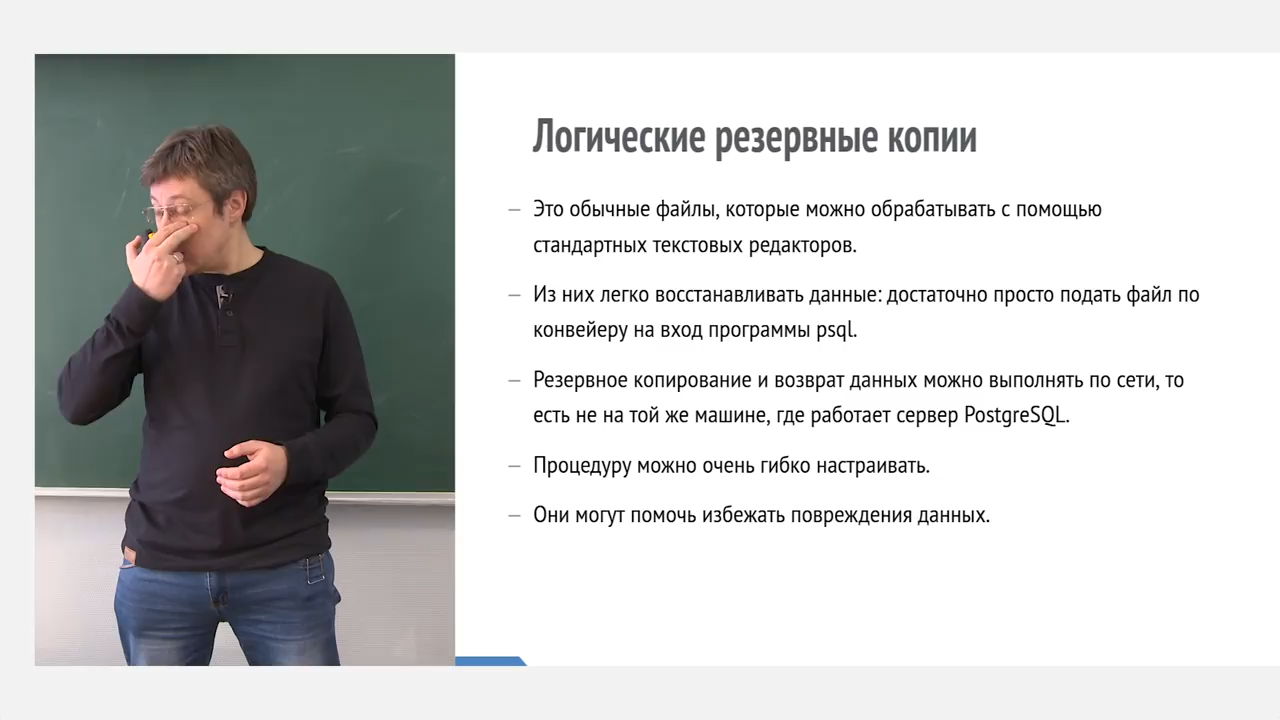 Логические резервные копии
– Это обычные файлы, которые можно обрабатывать с помощью
стандартных текстовых редакторов.
– Из них легко восстанавливать данные: достаточно просто подать файл по
конвейеру на вход программы psql.
– Резервное копирование и возврат данных можно выполнять по сети, то
есть не на той же машине, где работает сервер PostgreSQL.
– Процедуру можно очень гибко настраивать.
– Они могут помочь избежать повреждения данных.